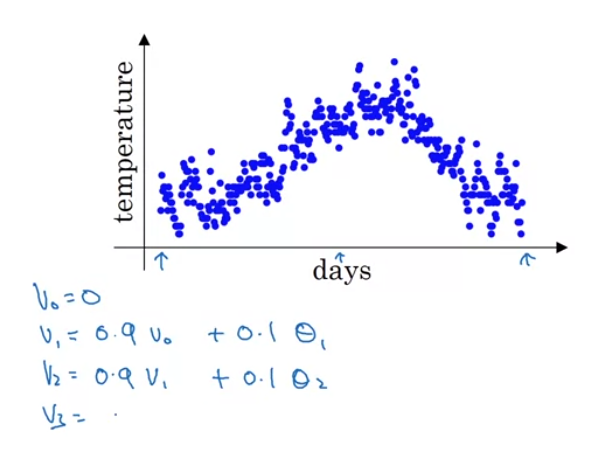 temperature
days
V₀ = 0
V₁ = 0.9 V₀ + 0.1 θ₁
V₂ = 0.9 V₁ + 0.1 θ₂
V₃ =